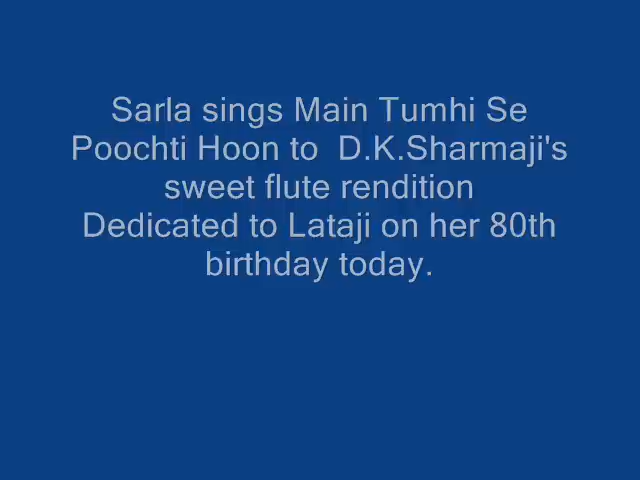 Sarla sings Main Tumhi Se
Poochti Hoon to  D.K.Sharmaji's
sweet flute rendition
Dedicated to Lataji on her 80th
birthday today.